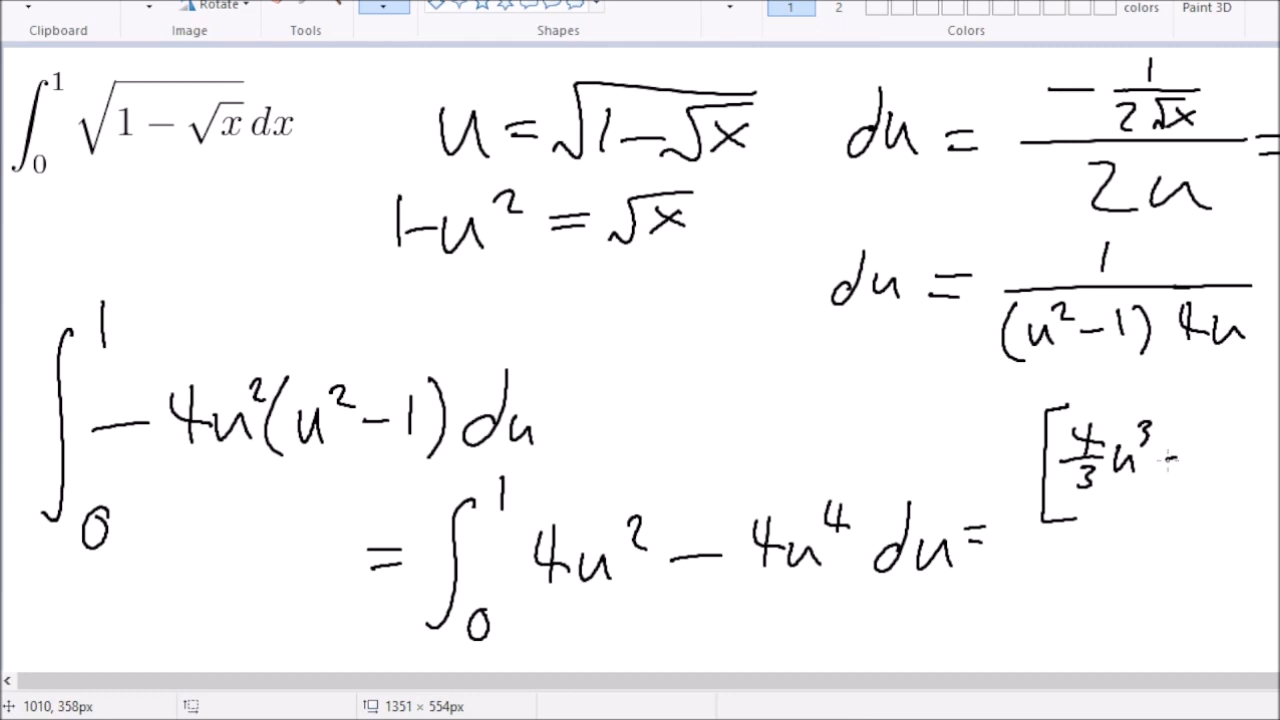 Rotate
1 2 colors Paint 3D
Clipboard Image Tools Shapes Colors
∫₀¹ √(1 − √x) dx
u = √(1 − √x)
1 − u² = √x
du = (− 1/(2√x))/(2u) =
du = 1/((u² − 1) 4u)
∫₀¹ − 4u²(u² − 1) du
= ∫₀¹ 4u² − 4u⁴ du =
[4/3 u³ -
1010, 358px 1351 × 554px